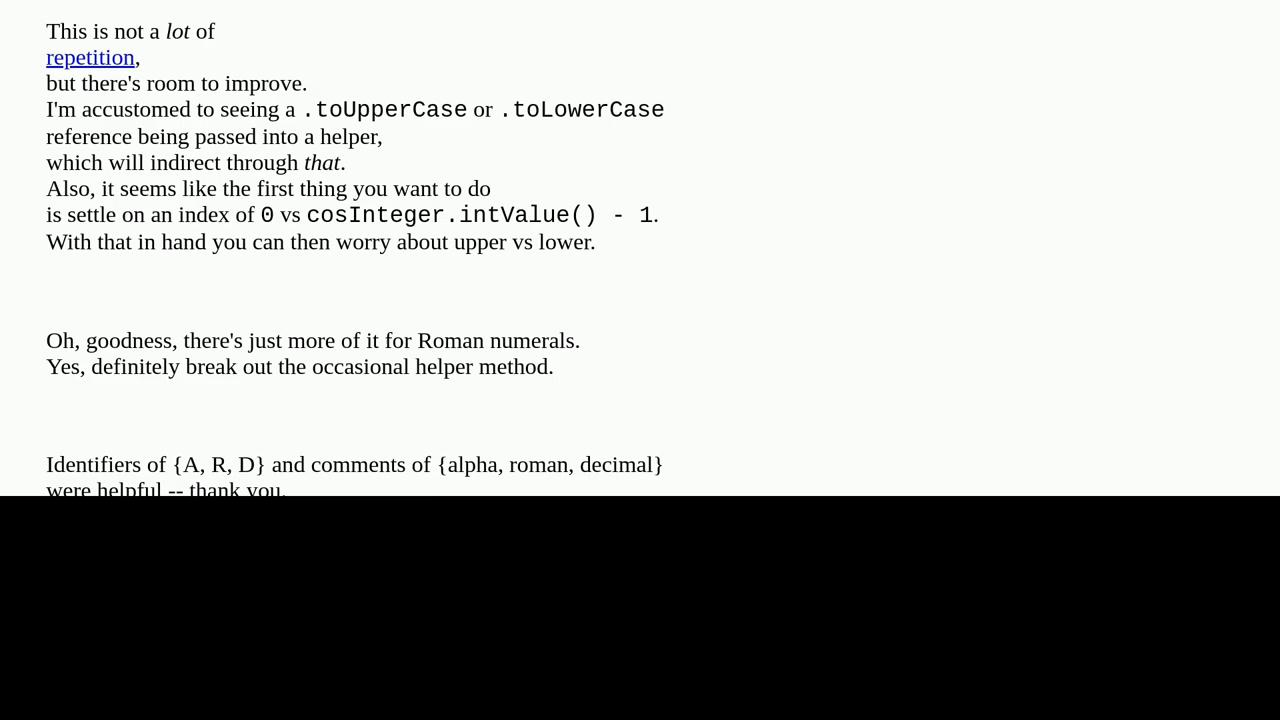 This is not a lot of
repetition,
but there's room to improve.
I'm accustomed to seeing a .toUpperCase or .toLowerCase
reference being passed into a helper,
which will indirect through that.
Also, it seems like the first thing you want to do
is settle on an index of 0 vs cosInteger.intValue() - 1.
With that in hand you can then worry about upper vs lower.
Oh, goodness, there's just more of it for Roman numerals.
Yes, definitely break out the occasional helper method.
Identifiers of {A, R, D} and comments of {alpha, roman, decimal}
were helpful -- thank you.